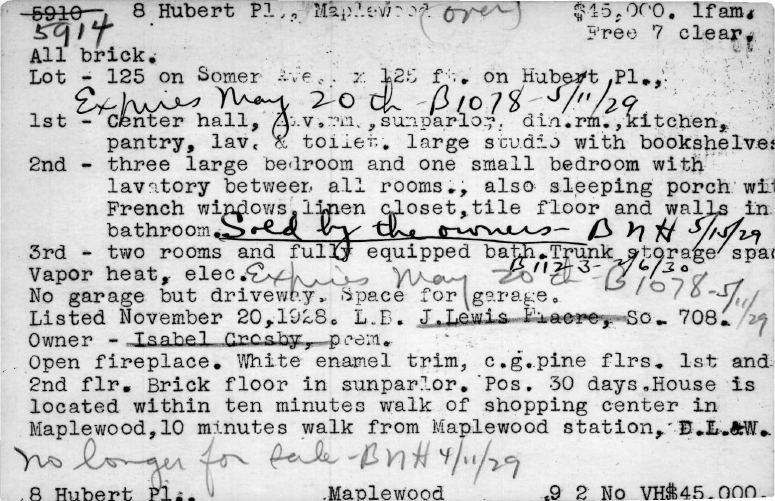 5910 8 Hubert Pl., Maplewood (over) $45,000. 1fam.
5914 Free 7 clear.
All brick.
Lot - 125 on Somer Ave., x 125 ft. on Hubert Pl.,
Expires May 20th - B1078 - 5/11/29
1st - Center hall, liv.rm.,sunparlor, din.rm.,kitchen,
pantry, lav. & toilet. large studio with bookshelves
2nd - three large bedroom and one small bedroom with
lavatory between all rooms.; also sleeping porch wit
French windows,linen closet,tile floor and walls in
bathroom. Sold by the owners - BNH 5/15/29
3rd - two rooms and fully equipped bath.Trunk storage spac
B1123- 2/6/30
Vapor heat, elec. Expires May 20th - B1078 - 5/11/29
No garage but driveway. Space for garage.
Listed November 20,1928. L.B. J.Lewis Fiacre, So. 708.
Owner - Isabel Crosby, prem.
Open fireplace. White enamel trim, c.g.pine flrs. 1st and
2nd flr. Brick floor in sunparlor. Pos. 30 days.House is
located within ten minutes walk of shopping center in
Maplewood,10 minutes walk from Maplewood station, D.L.&W.
no longer for sale - BNH 4/11/29
8 Hubert Pl., Maplewood ,9 2 No VH$45,000.